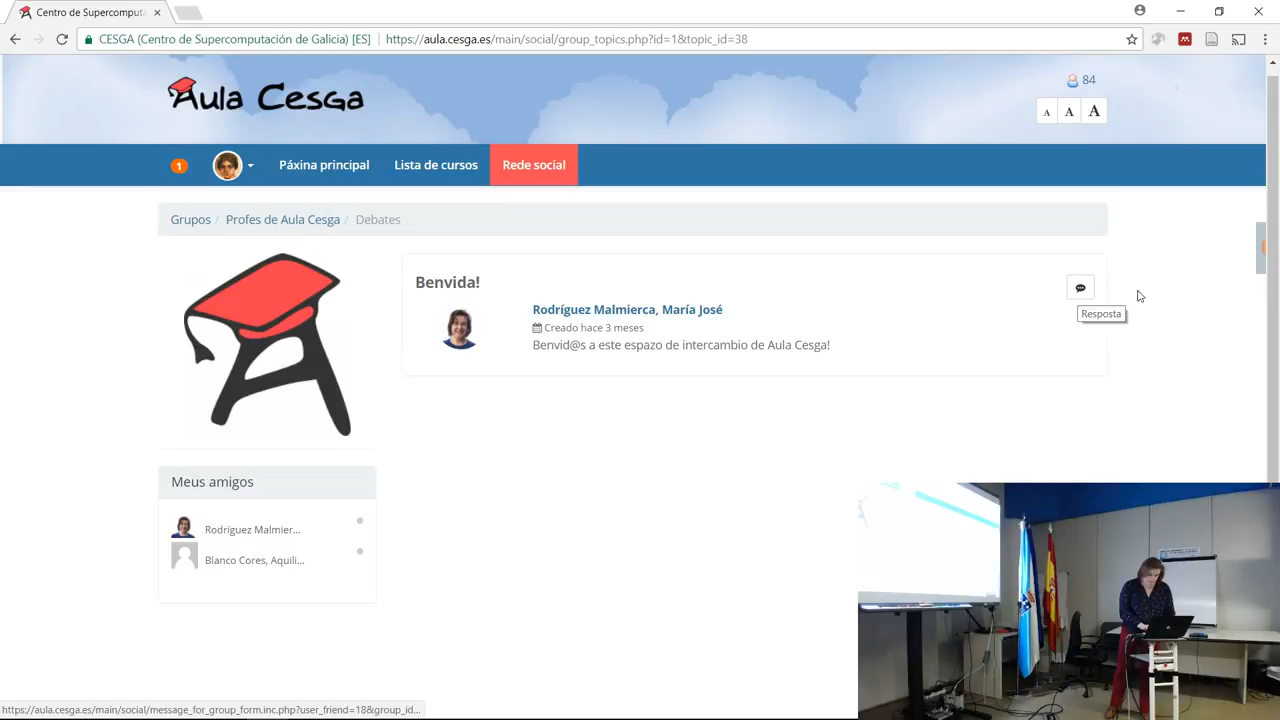 Centro de Supercomputa
CESGA (Centro de Supercomputación de Galicia) [ES]
https://aula.cesga.es/main/social/group_topics.php?id=1&topic_id=38
Aula Cesga
84
A A A
1
Páxina principal
Lista de cursos
Rede social
Grupos / Profes de Aula Cesga / Debates
Benvida!
Rodríguez Malmierca, María José
Creado hace 3 meses
Benvid@s a este espazo de intercambio de Aula Cesga!
Resposta
Meus amigos
Rodríguez Malmier...
Blanco Cores, Aquili...
https://aula.cesga.es/main/social/message_for_group_form.inc.php?user_friend=18&group_id...